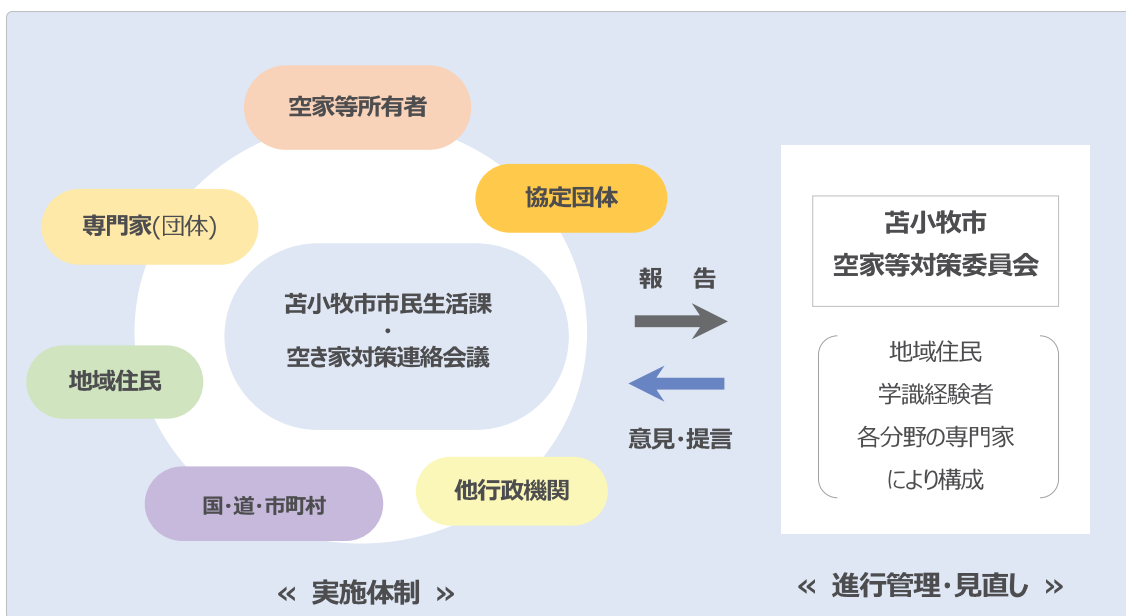 空家等所有者
協定団体
専門家(団体)
苫小牧市市民生活課
・
空き家対策連絡会議
地域住民
国・道・市町村
他行政機関
≪ 実施体制 ≫
報 告
意見・提言
苫小牧市
空家等対策委員会
地域住民
学識経験者
各分野の専門家
により構成
≪ 進行管理・見直し ≫